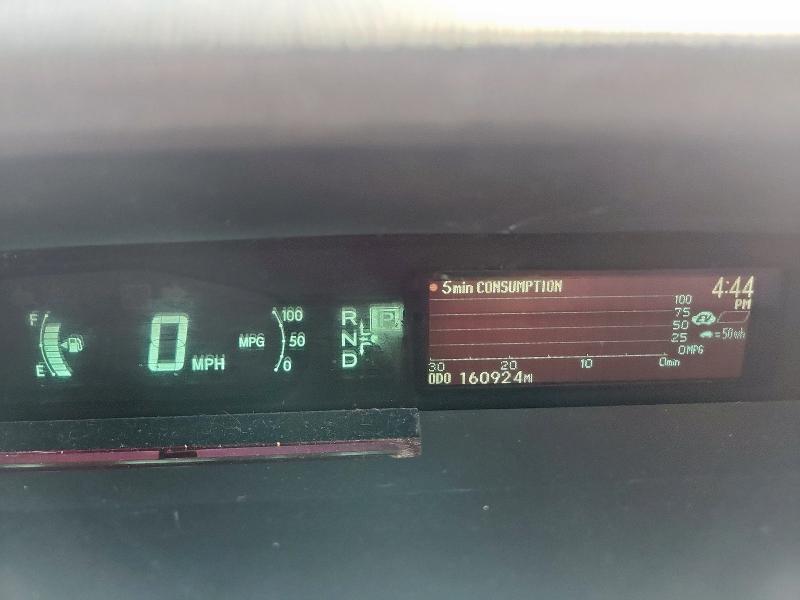 F
E
0 MPH
MPG
100
50
0
R
N
D
P
5min CONSUMPTION
4:44
PM
100
75
50
25
0MPG
EV
=50Wh
30 20 10 0min
ODO 160924MI